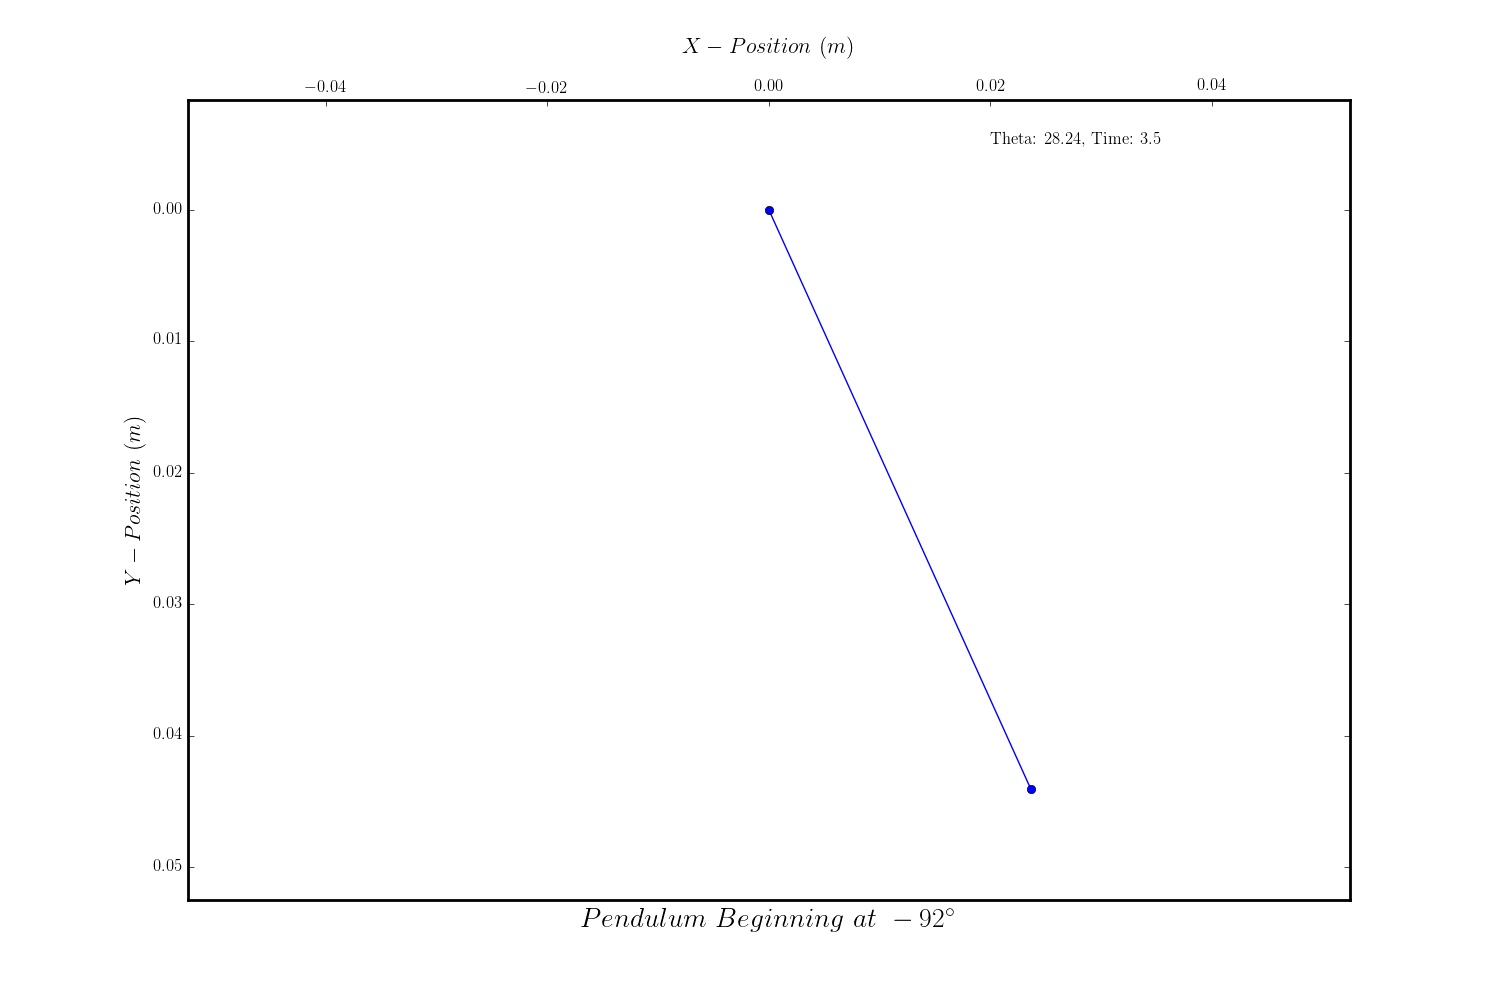 X − Position (m)
−0.04 −0.02 0.00 0.02 0.04
Theta: 28.24, Time: 3.5
0.00
0.01
0.02
0.03
0.04
0.05
Y − Position (m)
Pendulum Beginning at − 92°